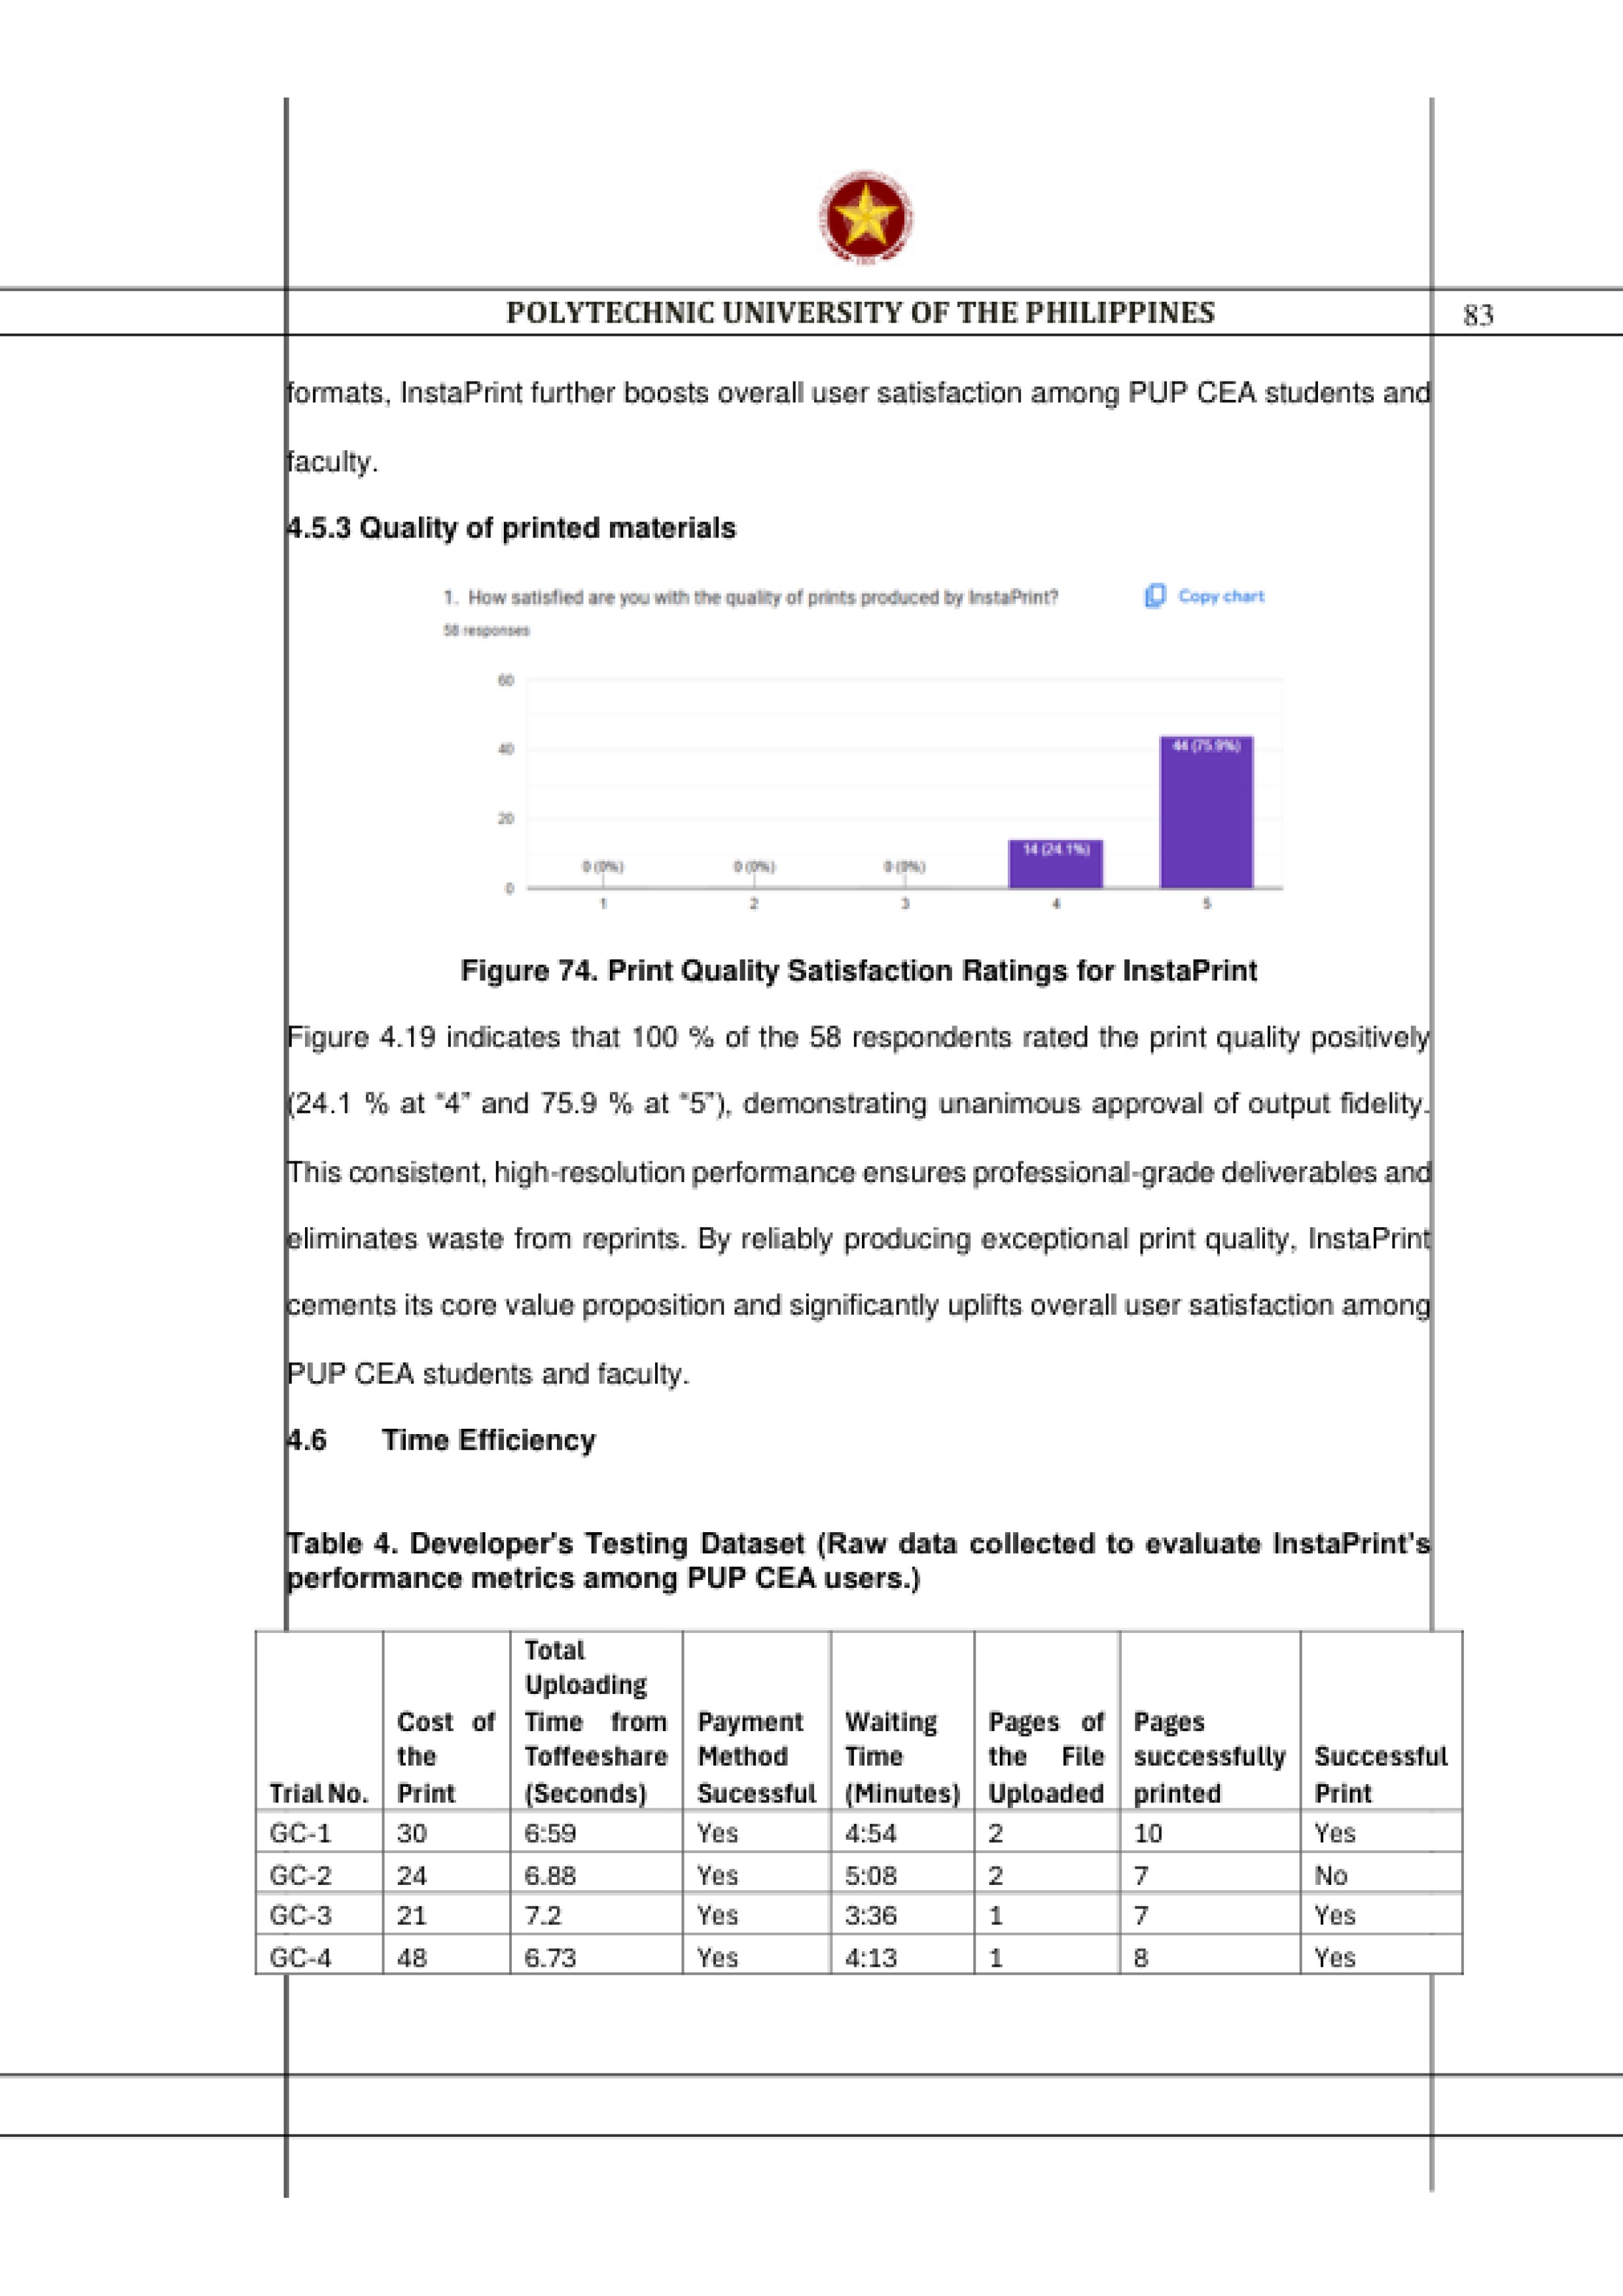 POLYTECHNIC UNIVERSITY OF THE PHILIPPINES
83
formats, InstaPrint further boosts overall user satisfaction among PUP CEA students and
faculty.
4.5.3 Quality of printed materials
1. How satisfied are you with the quality of prints produced by InstaPrint?
Copy chart
58 responses
60
40
20
0
0 (0%)
0 (0%)
0 (0%)
14 (24.1%)
44 (75.9%)
1 2 3 4 5
Figure 74. Print Quality Satisfaction Ratings for InstaPrint
Figure 4.19 indicates that 100 % of the 58 respondents rated the print quality positively
(24.1 % at “4” and 75.9 % at “5”), demonstrating unanimous approval of output fidelity.
This consistent, high-resolution performance ensures professional-grade deliverables and
eliminates waste from reprints. By reliably producing exceptional print quality, InstaPrint
cements its core value proposition and significantly uplifts overall user satisfaction among
PUP CEA students and faculty.
4.6 Time Efficiency
Table 4. Developer's Testing Dataset (Raw data collected to evaluate InstaPrint's
performance metrics among PUP CEA users.)
Trial No.
Cost of
the
Print
Total
Uploading
Time from
Toffeeshare
(Seconds)
Payment
Method
Sucessful
Waiting
Time
(Minutes)
Pages of
the File
Uploaded
Pages
successfully
printed
Successful
Print
GC-1 30 6:59 Yes 4:54 2 10 Yes
GC-2 24 6.88 Yes 5:08 2 7 No
GC-3 21 7.2 Yes 3:36 1 7 Yes
GC-4 48 6.73 Yes 4:13 1 8 Yes